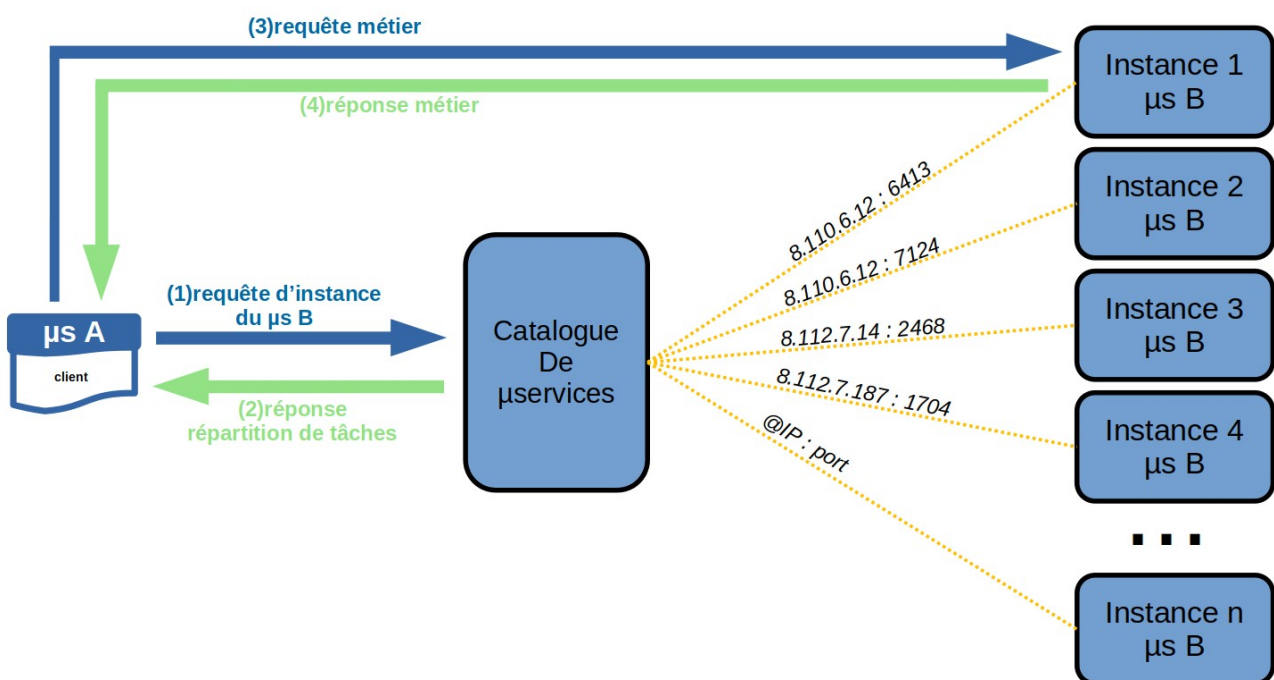 (3)requête métier
(4)réponse métier
Instance 1
µs B
8.110.6.12 : 6413
Instance 2
µs B
8.110.6.12 : 7124
(1)requête d’instance
du µs B
µs A
client
Catalogue
De
µservices
Instance 3
µs B
8.112.7.14 : 2468
(2)réponse
répartition de tâches
8.112.7.187 : 1704
Instance 4
µs B
@IP : port
...
Instance n
µs B